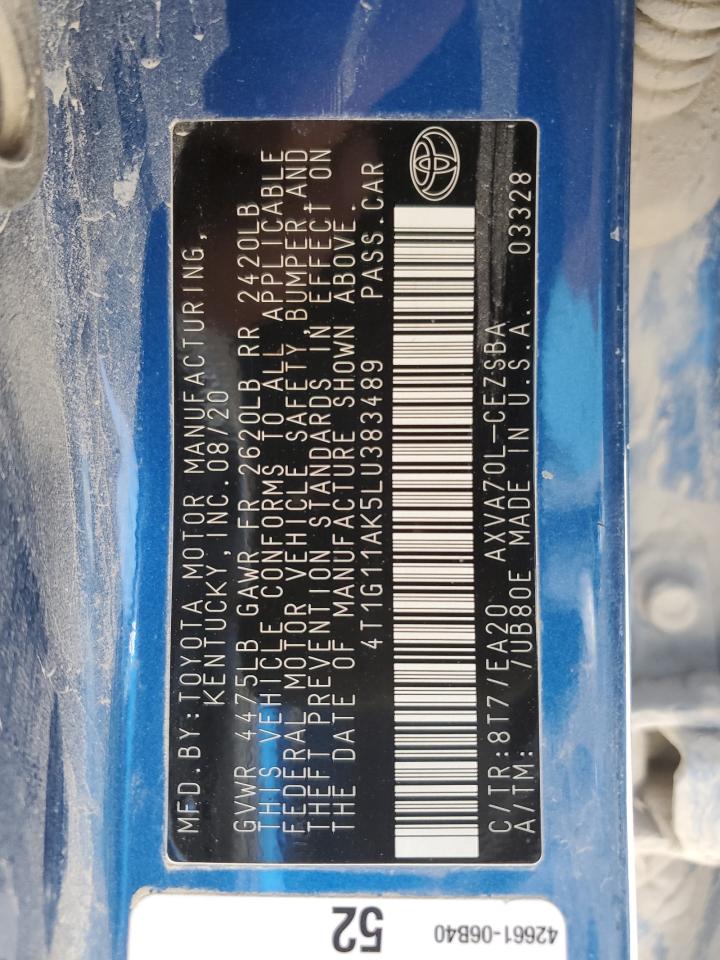 MFD.BY:TOYOTA MOTOR MANUFACTURING,
KENTUCKY,INC.08/20
GVWR 4475LB GAWR FR 2620LB RR 2420LB
THIS VEHICLE CONFORMS TO ALL APPLICABLE
FEDERAL MOTOR VEHICLE SAFETY,BUMPER,AND
THEFT PREVENTION STANDARDS IN EFFECT ON
THE DATE OF MANUFACTURE SHOWN ABOVE.
4T1G11AK5LU383489 PASS.CAR
C/TR:8T7/EA20 AXVA70L-CEZSBA 03328
A/TM: /UB80E MADE IN U.S.A.
52
42661-06B40